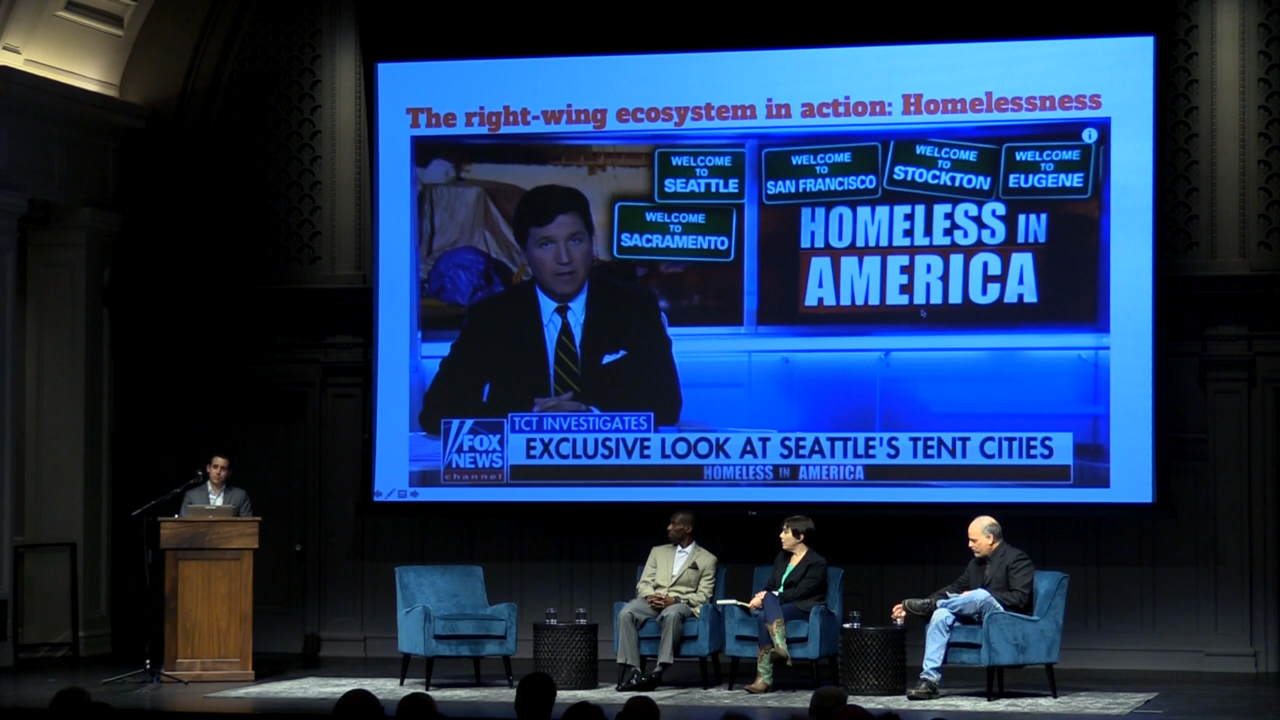 The right-wing ecosystem in action: Homelessness
WELCOME
TO
SEATTLE
WELCOME
TO
SACRAMENTO
WELCOME
TO
SAN FRANCISCO
WELCOME
TO
STOCKTON
WELCOME
TO
EUGENE
HOMELESS IN
AMERICA
TCT INVESTIGATES
FOX
NEWS
channel
EXCLUSIVE LOOK AT SEATTLE'S TENT CITIES
HOMELESS IN AMERICA